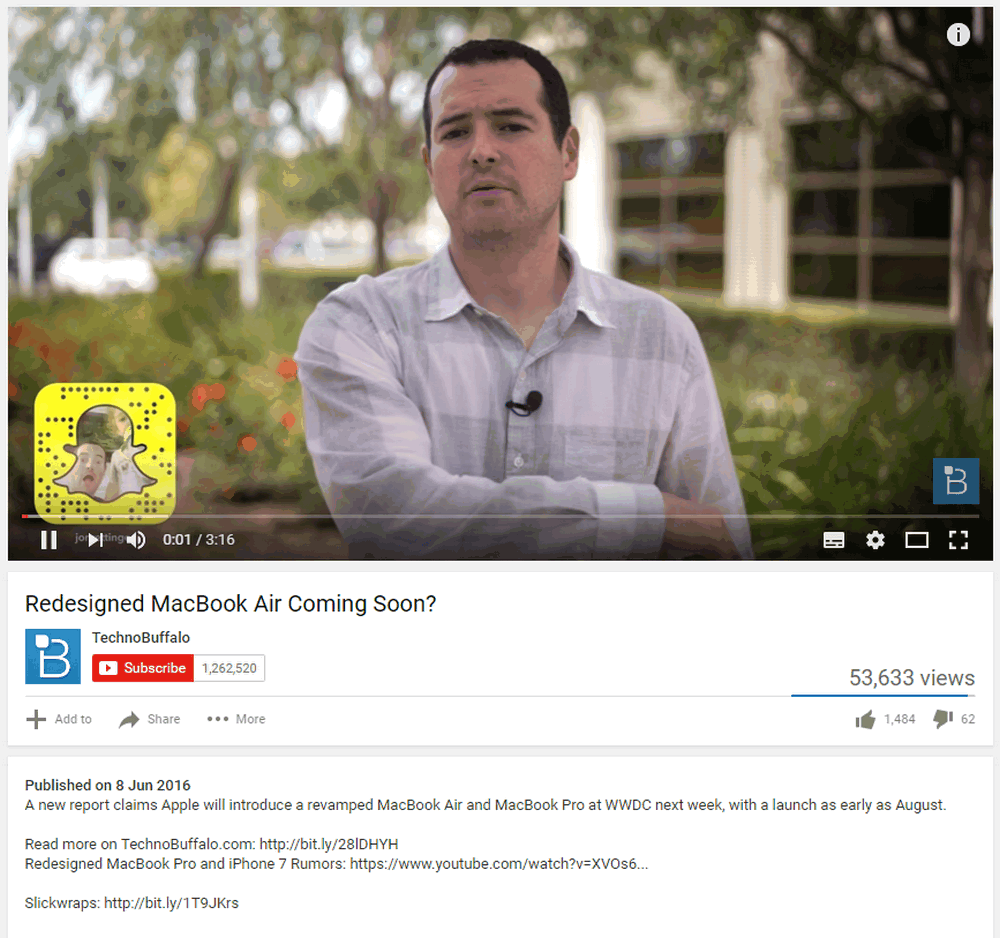 i
B
jon
ting
0:01 / 3:16
Redesigned MacBook Air Coming Soon?
B
TechnoBuffalo
Subscribe 1,262,520
53,633 views
Add to Share More 1,484 62
Published on 8 Jun 2016
A new report claims Apple will introduce a revamped MacBook Air and MacBook Pro at WWDC next week, with a launch as early as August.
Read more on TechnoBuffalo.com: http://bit.ly/28lDHYH
Redesigned MacBook Pro and iPhone 7 Rumors: https://www.youtube.com/watch?v=XVOs6...
Slickwraps: http://bit.ly/1T9JKrs